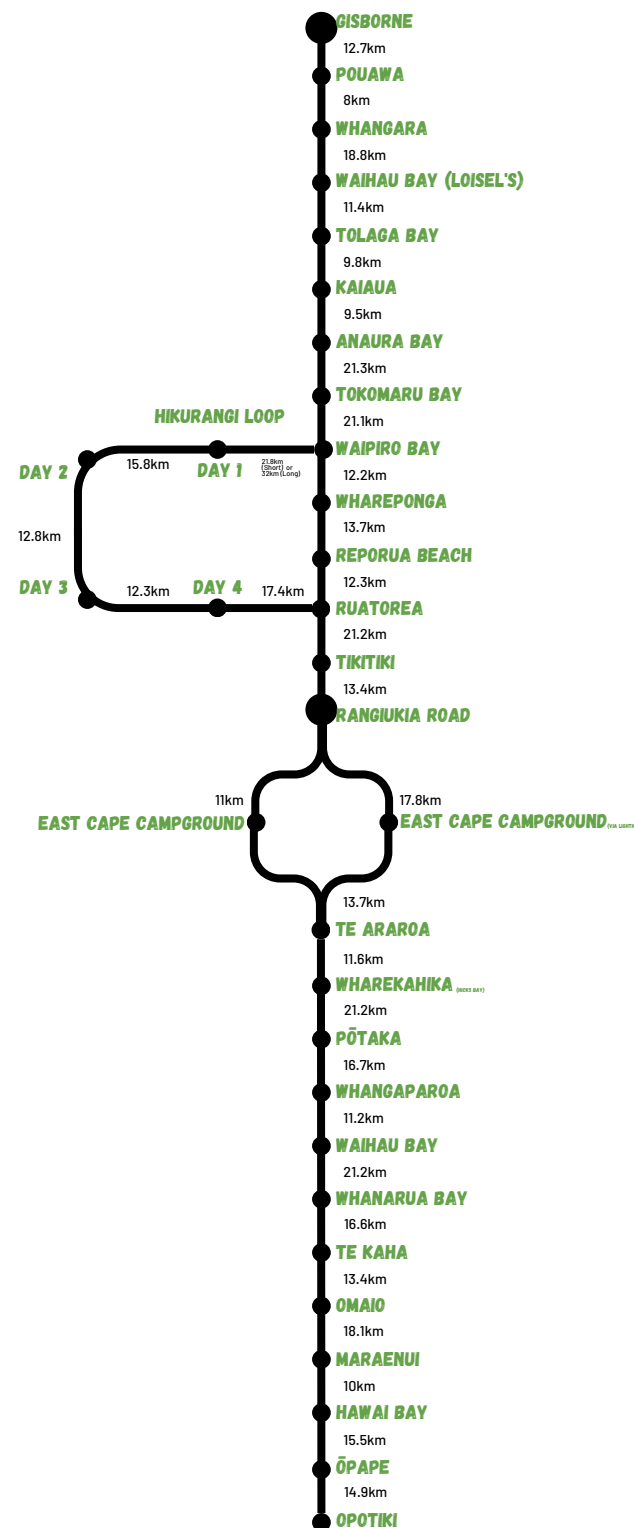 GISBORNE
12.7km
POUAWA
8km
WHANGARA
18.8km
WAIHAU BAY (LOISEL'S)
11.4km
TOLAGA BAY
9.8km
KAIAUA
9.5km
ANAURA BAY
21.3km
TOKOMARU BAY
21.1km
HIKURANGI LOOP
WAIPIRO BAY
DAY 2
15.8km
DAY 1
21.8km
(Short) or
32km (Long)
12.2km
WHAREPONGA
13.7km
12.8km
REPORUA BEACH
12.3km
DAY 3
12.3km
DAY 4
17.4km
RUATOREA
21.2km
TIKITIKI
13.4km
RANGIUKIA ROAD
11km
17.8km
EAST CAPE CAMPGROUND
EAST CAPE CAMPGROUND (VIA
13.7km
TE ARAROA
11.6km
WHAREKAHIKA (HICKS BAY)
21.2km
PŌTAKA
16.7km
WHANGAPAROA
11.2km
WAIHAU BAY
21.2km
WHANARUA BAY
16.6km
TE KAHA
13.4km
OMAIO
18.1km
MARAENUI
10km
HAWAI BAY
15.5km
ŌPAPE
14.9km
OPOTIKI